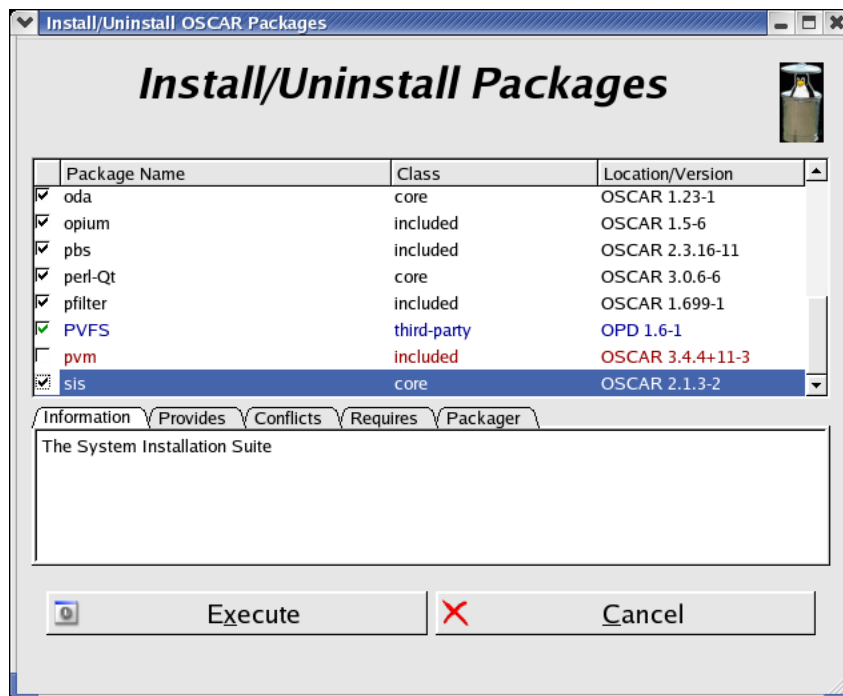 Install/Uninstall OSCAR Packages
Install/Uninstall Packages
Package Name Class Location/Version
oda core OSCAR 1.23-1
opium included OSCAR 1.5-6
pbs included OSCAR 2.3.16-11
perl-Qt core OSCAR 3.0.6-6
pfilter included OSCAR 1.699-1
PVFS third-party OPD 1.6-1
pvm included OSCAR 3.4.4+11-3
sis core OSCAR 2.1.3-2
Information Provides Conflicts Requires Packager
The System Installation Suite
Execute Cancel